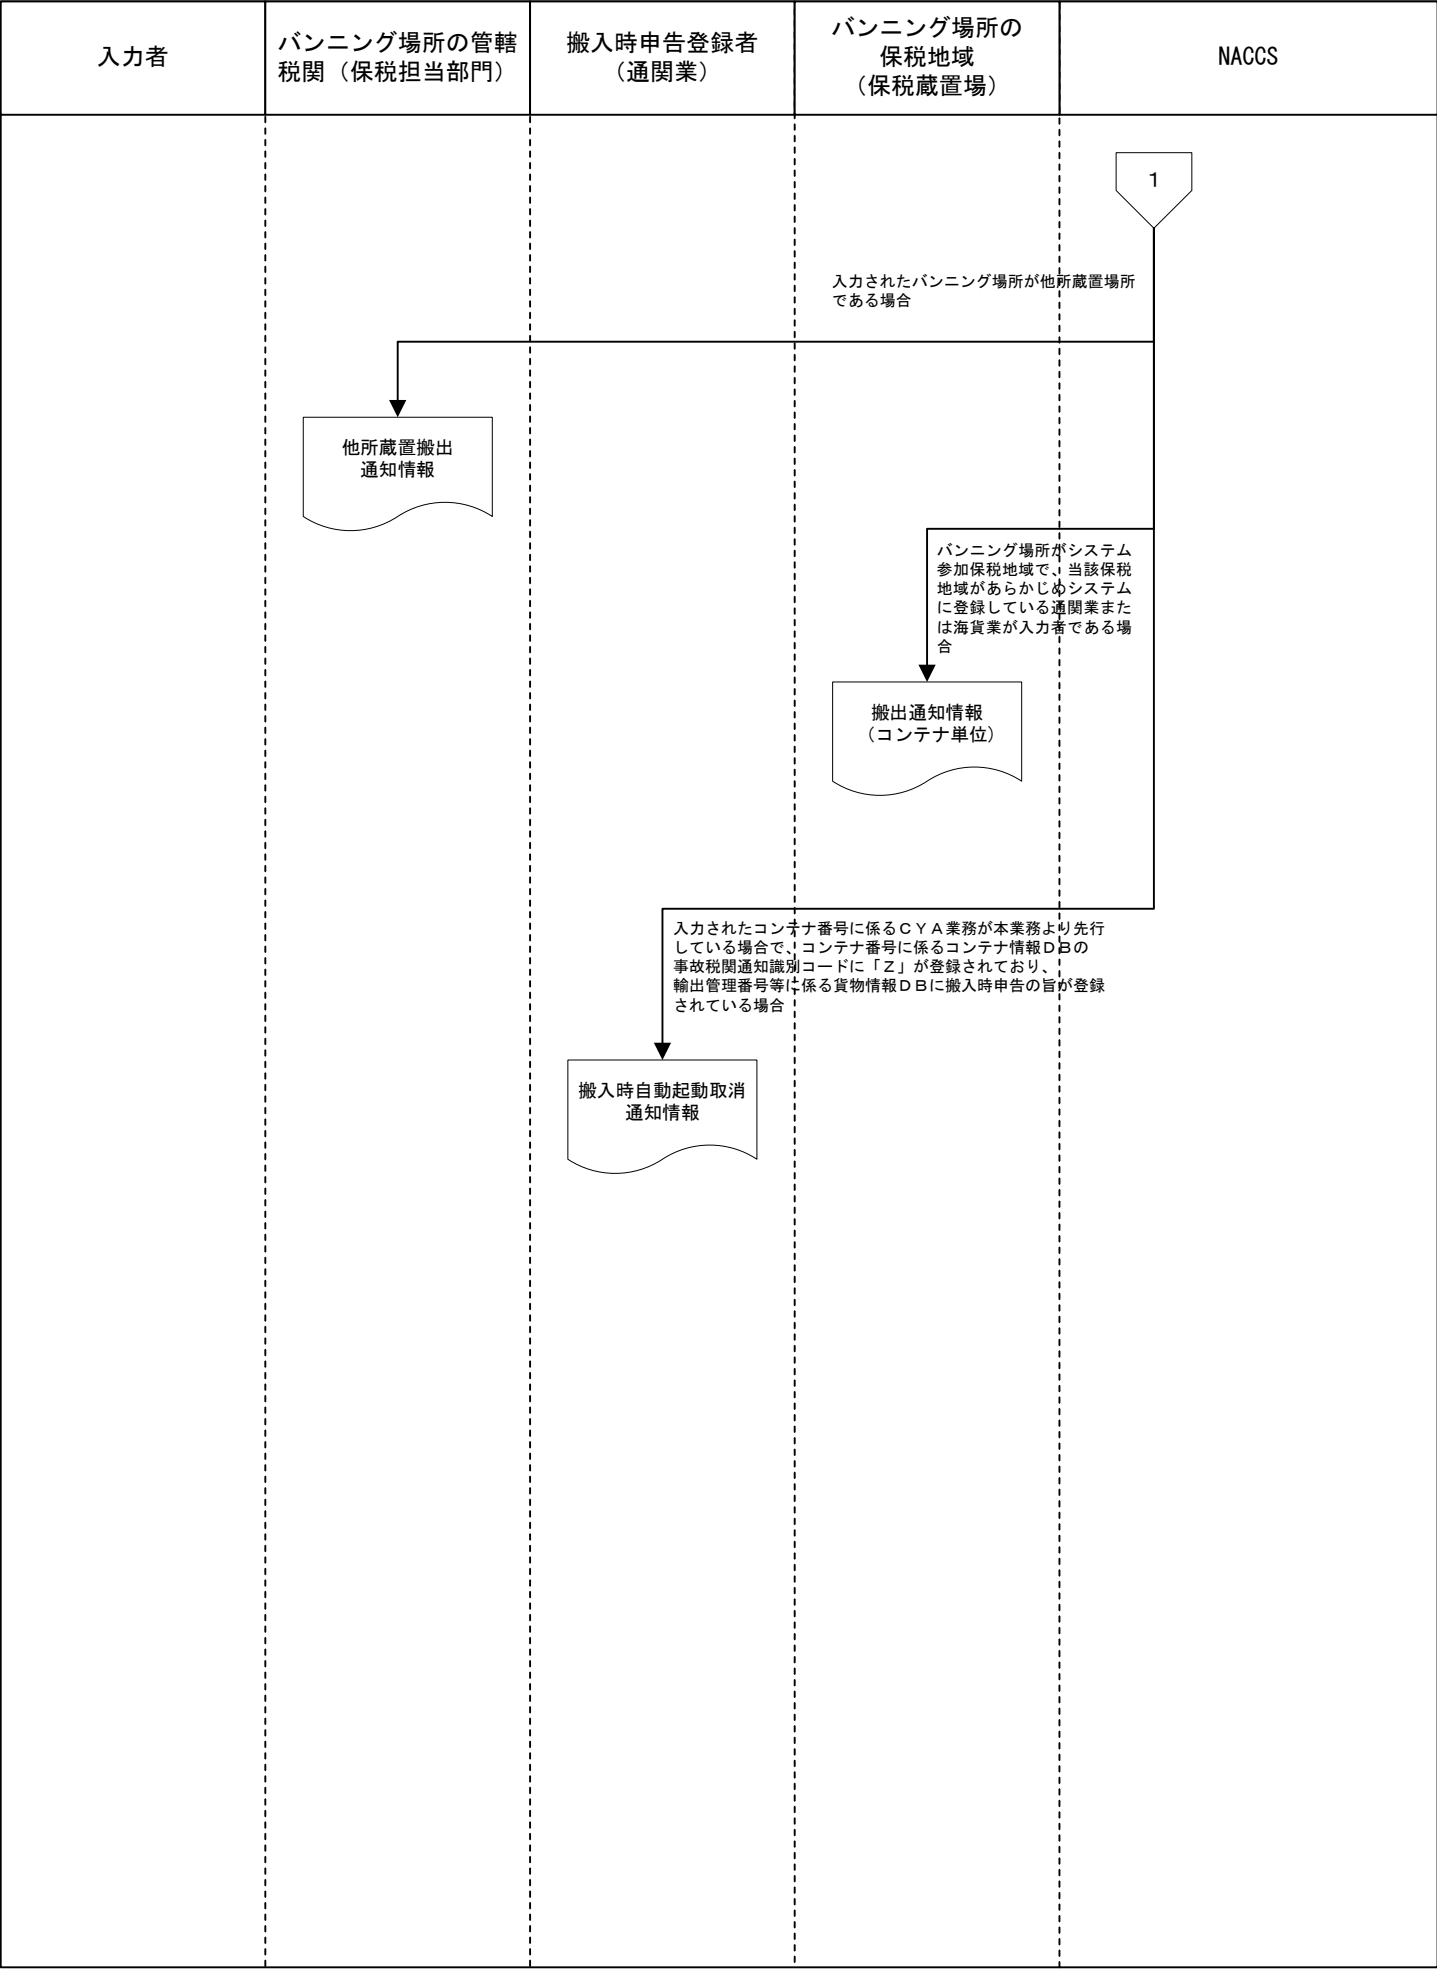 入力者
バンニング場所の管轄
税関（保税担当部門）
搬入時申告登録者
（通関業）
バンニング場所の
保税地域
（保税蔵置場）
NACCS
1
入力されたバンニング場所が他所蔵置場所
である場合
他所蔵置搬出
通知情報
バンニング場所がシステム
参加保税地域で、当該保税
地域があらかじめシステム
に登録している通関業また
は海貨業が入力者である場
合
搬出通知情報
（コンテナ単位）
入力されたコンテナ番号に係るＣＹＡ業務が本業務より先行
している場合で、コンテナ番号に係るコンテナ情報ＤＢの
事故税関通知識別コードに「Ｚ」が登録されており、
輸出管理番号等に係る貨物情報ＤＢに搬入時申告の旨が登録
されている場合
搬入時自動起動取消
通知情報